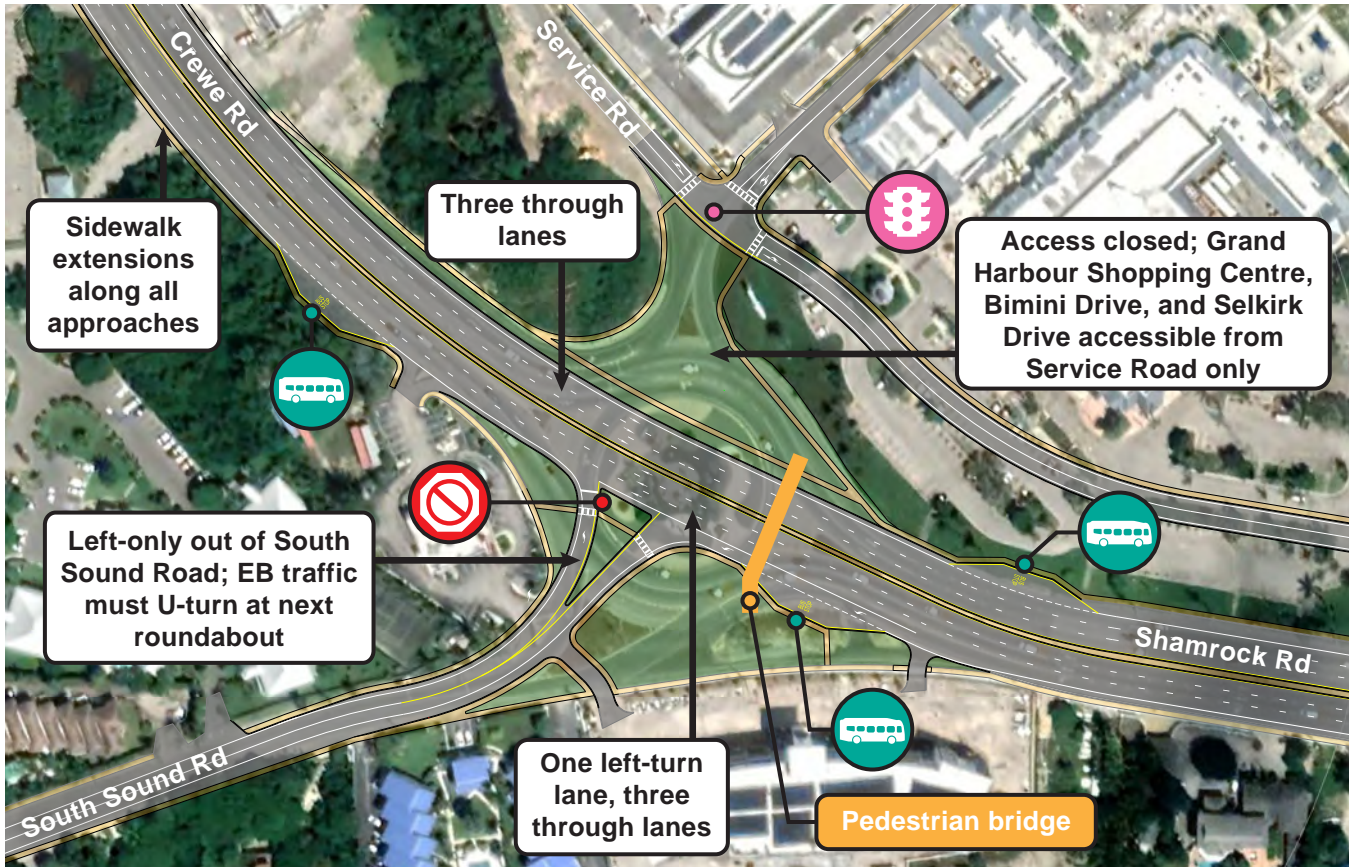 Crewe Rd
Service Rd
Sidewalk
extensions
along all
approaches
Three through
lanes
Access closed; Grand
Harbour Shopping Centre,
Bimini Drive, and Selkirk
Drive accessible from
Service Road only
Left-only out of South
Sound Road; EB traffic
must U-turn at next
roundabout
Shamrock Rd
South Sound Rd
One left-turn
lane, three
through lanes
Pedestrian bridge